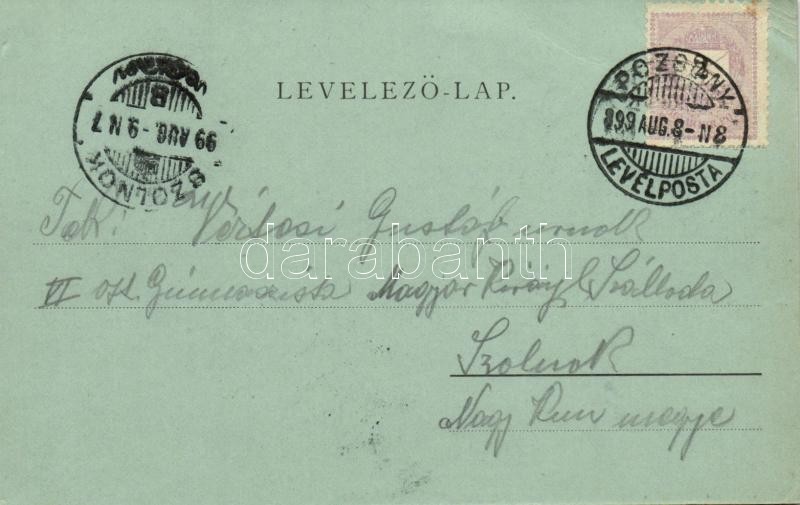 LEVELEZŐ-LAP.
POZSONY
899 AUG. 8 - N 8
LEVÉLPOSTA
SZOLNOK
99 AUG. - 9. N 7
B
Tek: Vértosi Gusztáv urnak
VI oszt. Gimnazista Magyar Király Szálloda
Szolnok
Nagy Kun megye
darabanth